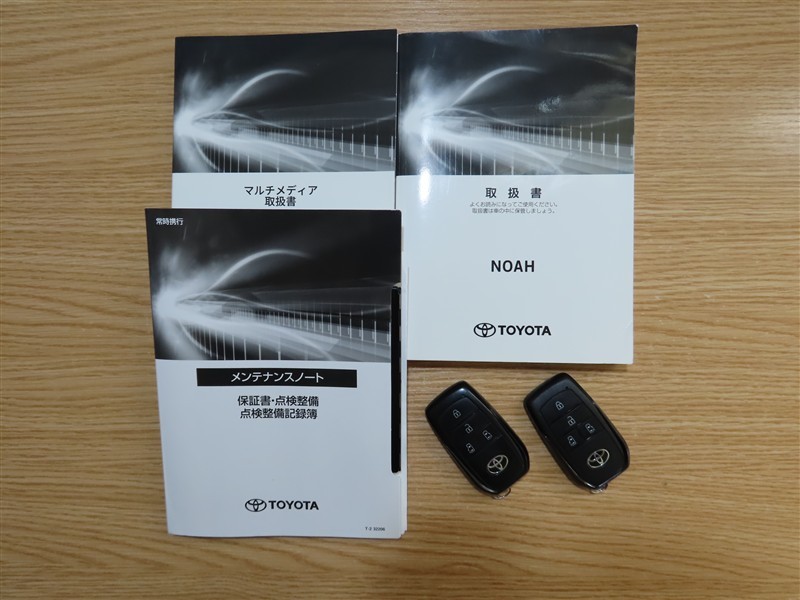 マルチメディア
取扱書
取扱書
よくお読みになってご使用ください。
取扱書は車の中に保管しましょう。
NOAH
TOYOTA
常時携行
メンテナンスノート
保証書・点検整備
点検整備記録簿
TOYOTA